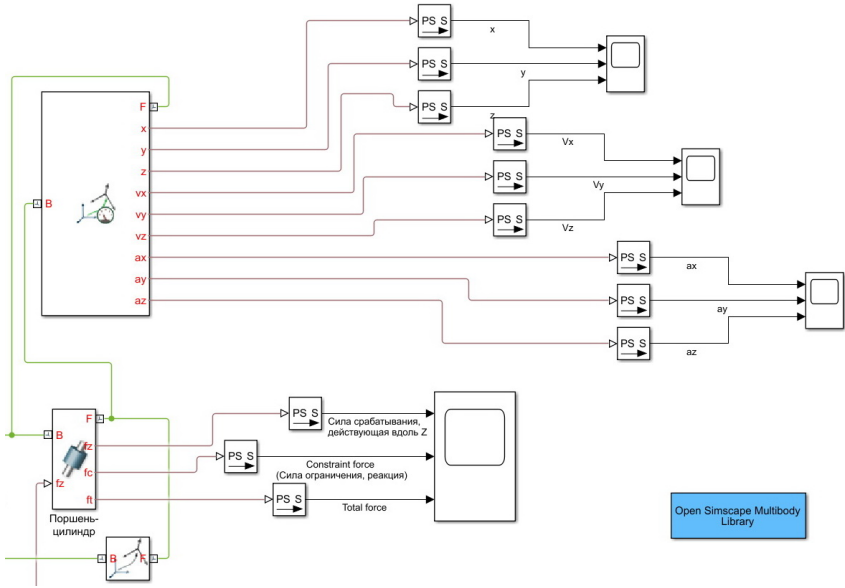 PS S
x
PS S
y
PS S
z
F
x
y
z
vx
vy
vz
ax
ay
az
B
PS S
Vx
PS S
Vy
PS S
Vz
PS S
ax
PS S
ay
PS S
az
F
B
fz
fc
fz
ft
Поршень-
цилиндр
PS S
Сила срабатывания,
действующая вдоль Z
PS S
Constraint force
(Сила ограничения, реакция)
PS S
Total force
B
F
Open Simscape Multibody
Library